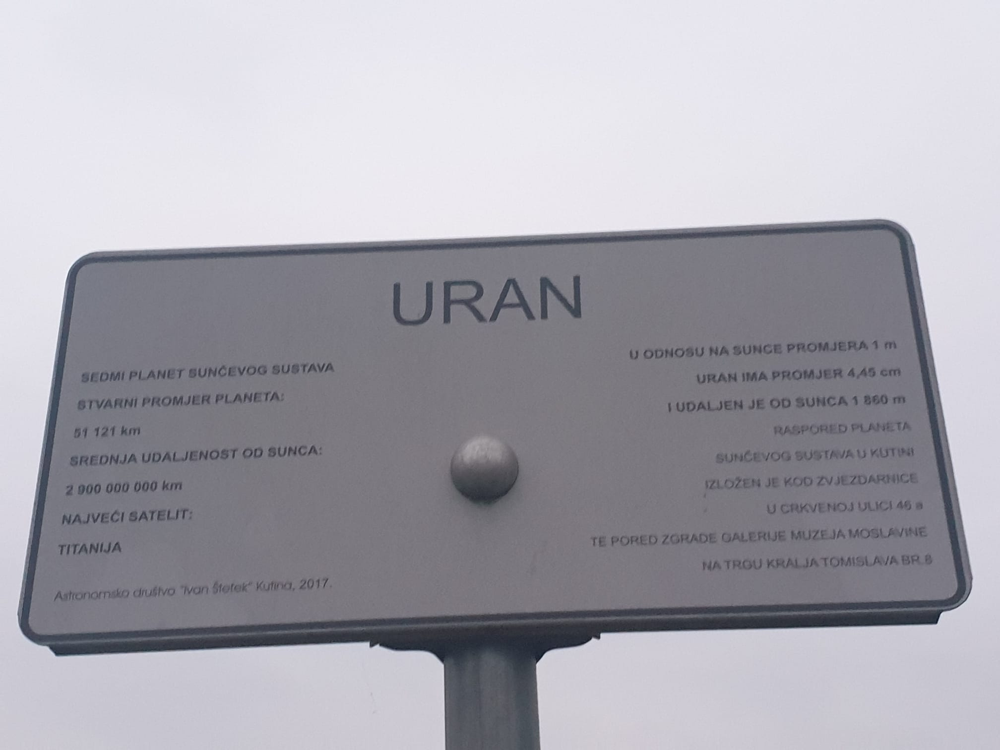 URAN
SEDMI PLANET SUNČEVOG SUSTAVA
STVARNI PROMJER PLANETA:
51 121 km
SREDNJA UDALJENOST OD SUNCA:
2 900 000 000 km
NAJVEĆI SATELIT:
TITANIJA
Astronomsko društvo "Ivan Štefek" Kutina, 2017.
U ODNOSU NA SUNCE PROMJERA 1 m
URAN IMA PROMJER 4,45 cm
I UDALJEN JE OD SUNCA 1 860 m
RASPORED PLANETA
SUNČEVOG SUSTAVA U KUTINI
IZLOŽEN JE KOD ZVJEZDARNICE
U CRKVENOJ ULICI 46 a
TE PORED ZGRADE GALERIJE MUZEJA MOSLAVINE
NA TRGU KRALJA TOMISLAVA BR.8